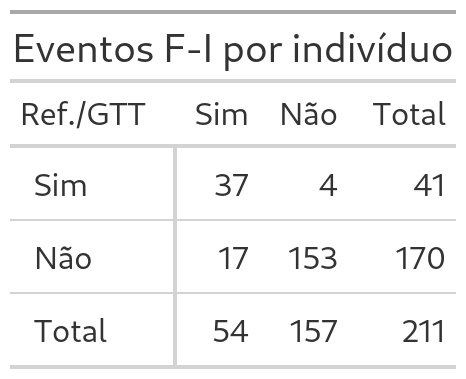 Eventos F-I por indivíduo
Ref./GTT Sim Não Total
Sim 37 4 41
Não 17 153 170
Total 54 157 211